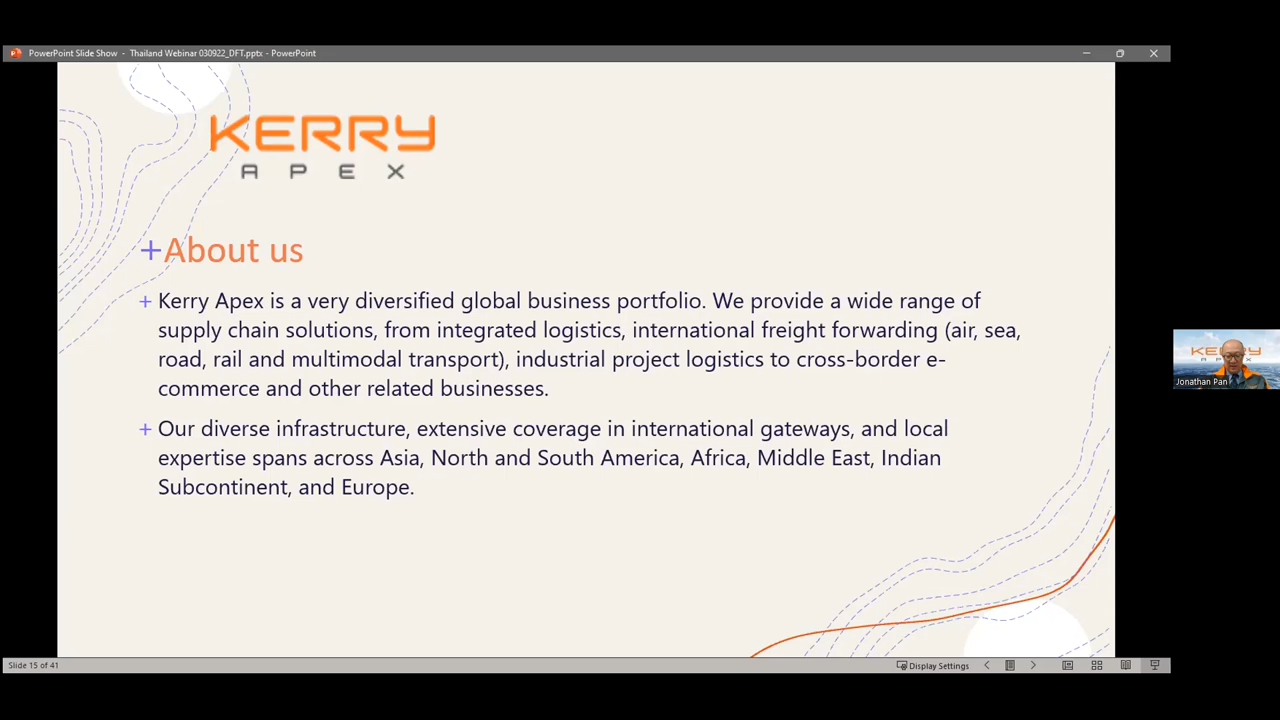 PowerPoint Slide Show - Thailand Webinar 030922_DFT.pptx - PowerPoint
KERRY
APEX
+About us
+ Kerry Apex is a very diversified global business portfolio. We provide a wide range of
supply chain solutions, from integrated logistics, international freight forwarding (air, sea,
road, rail and multimodal transport), industrial project logistics to cross-border e-
commerce and other related businesses.
+ Our diverse infrastructure, extensive coverage in international gateways, and local
expertise spans across Asia, North and South America, Africa, Middle East, Indian
Subcontinent, and Europe.
Jonathan Pan
Slide 15 of 41
Display Settings